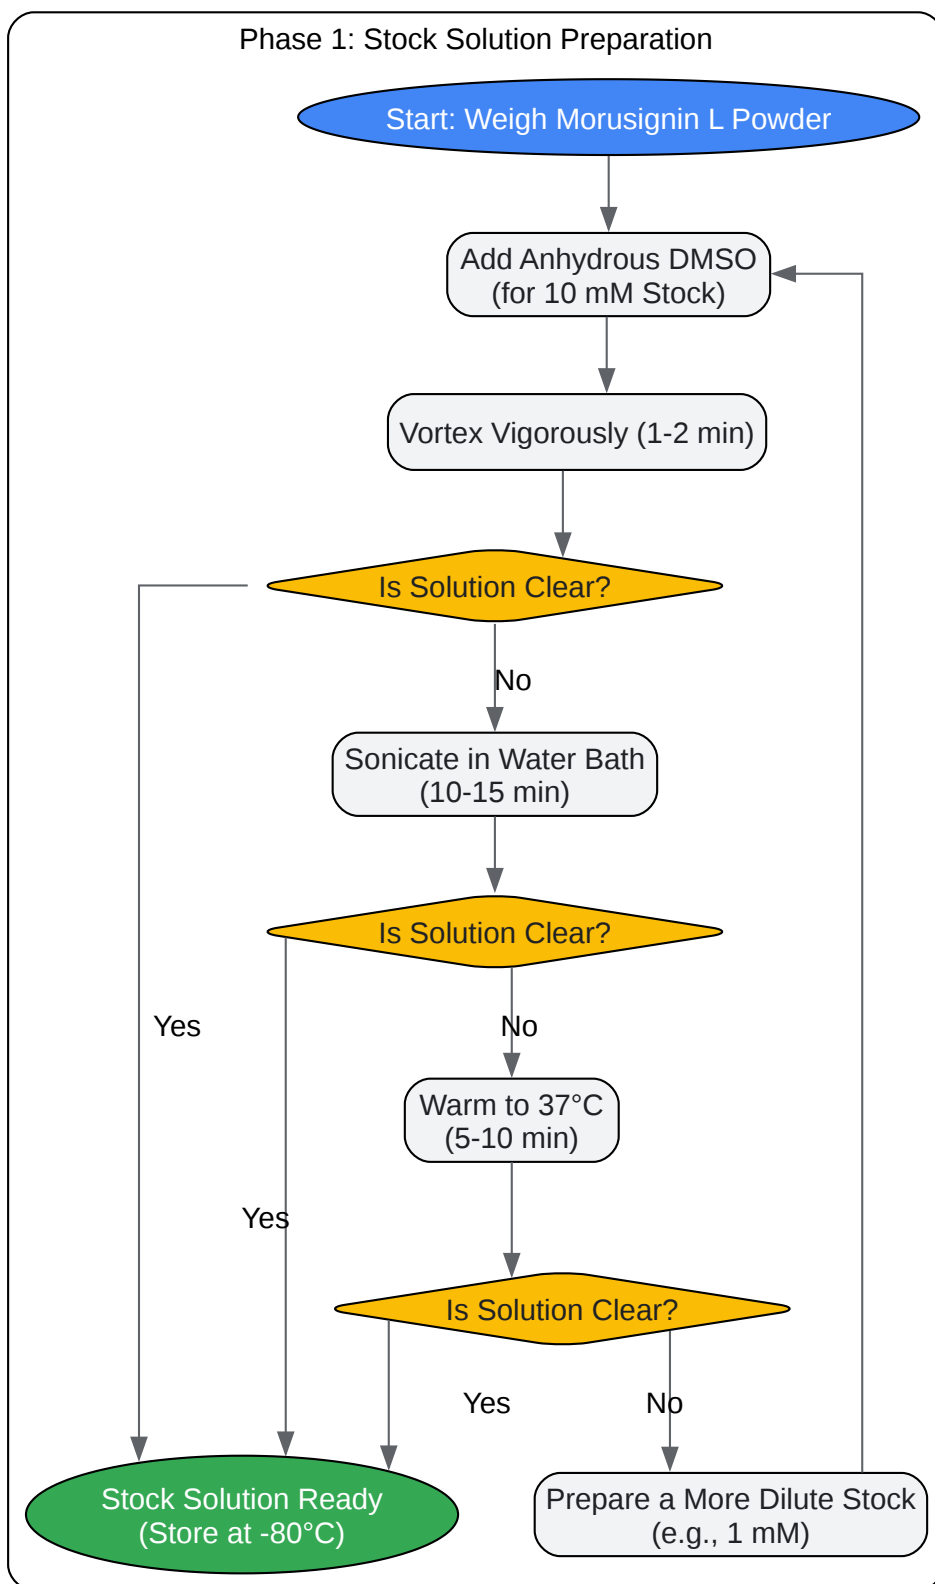 Phase 1: Stock Solution Preparation
Start: Weigh Morusignin L Powder
Add Anhydrous DMSO
(for 10 mM Stock)
Vortex Vigorously (1-2 min)
Is Solution Clear?
No
Sonicate in Water Bath
(10-15 min)
Is Solution Clear?
Yes
No
Warm to 37°C
(5-10 min)
Yes
Is Solution Clear?
Yes
No
Stock Solution Ready
(Store at -80°C)
Prepare a More Dilute Stock
(e.g., 1 mM)